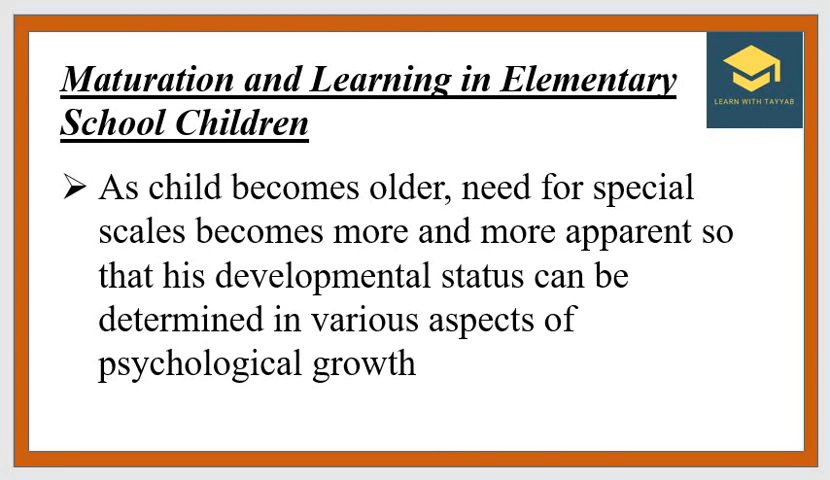 Maturation and Learning in Elementary
School Children
LEARN WITH TAYYAB
➢ As child becomes older, need for special
scales becomes more and more apparent so
that his developmental status can be
determined in various aspects of
psychological growth